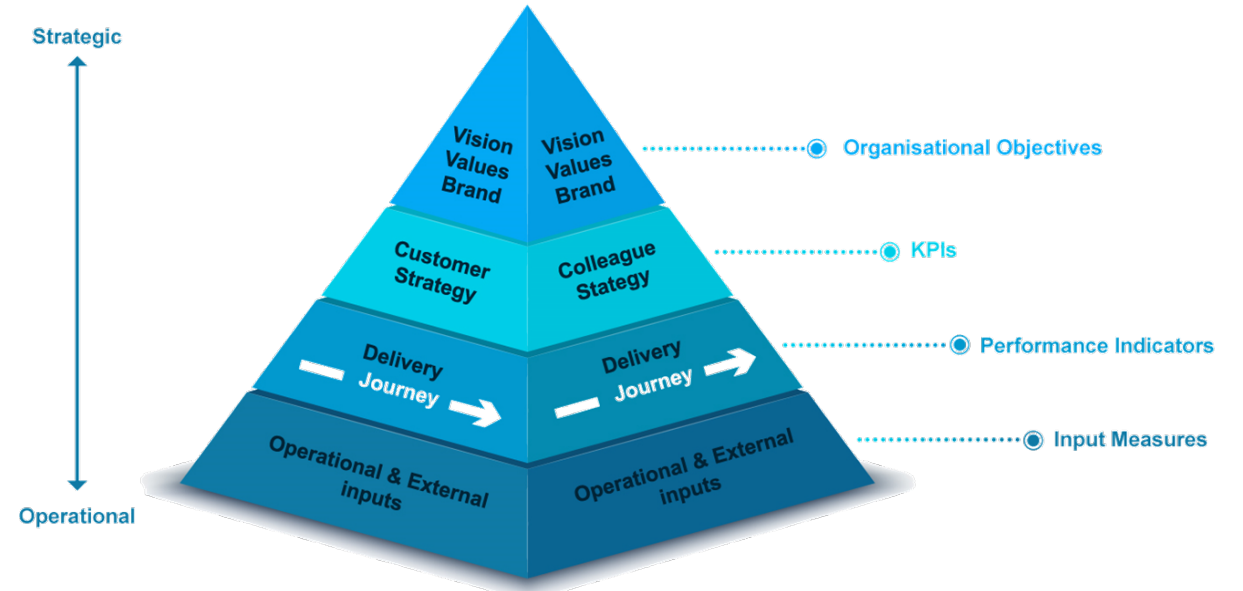 Strategic
Operational
Vision
Values
Brand
Vision
Values
Brand
Organisational Objectives
Customer
Strategy
Colleague
Stategy
KPIs
Delivery
Journey
Delivery
Journey
Performance Indicators
Operational & External
inputs
Operational & External
inputs
Input Measures